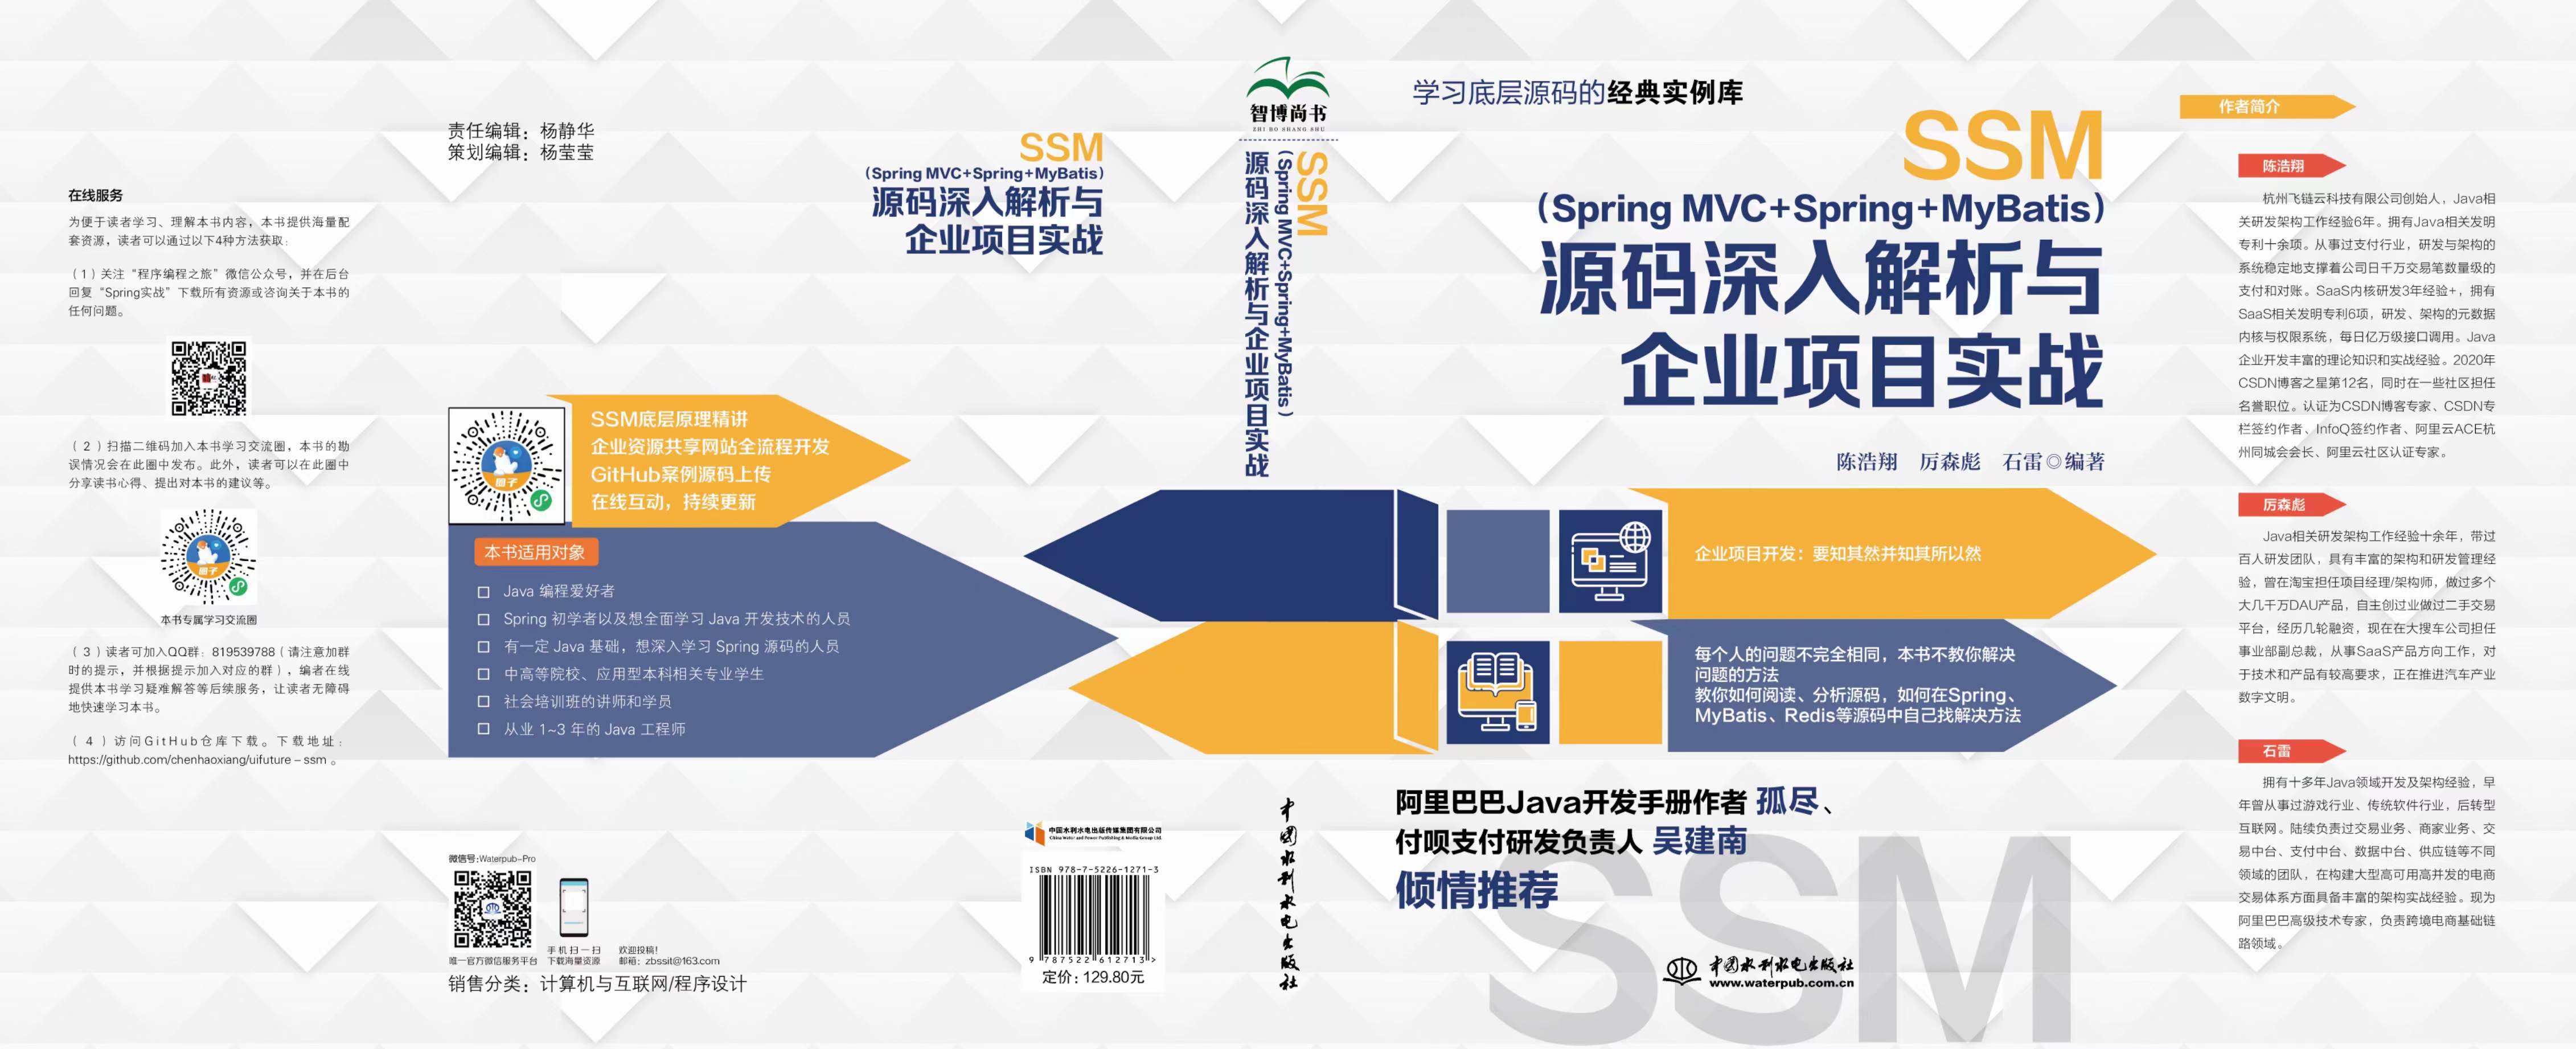 在线服务
为便于读者学习、理解本书内容，本书提供海量配
套资源，读者可以通过以下4种方法获取：
（1）关注“程序编程之旅”微信公众号，并在后台
回复“Spring实战”下载所有资源或咨询关于本书的
任何问题。
（2）扫描二维码加入本书学习交流圈，本书的勘
误情况会在此圈中发布。此外，读者可以在此圈中
分享读书心得、提出对本书的建议等。
圈子
本书专属学习交流圈
（3）读者可加入QQ群：819539788（请注意加群
时的提示，并根据提示加入对应的群），编者在线
提供本书学习疑难解答等后续服务，让读者无障碍
地快速学习本书。
（4）访问GitHub仓库下载。下载地址：
https://github.com/chenhaoxiang/uifuture-ssm 。
责任编辑：杨静华
策划编辑：杨莹莹
SSM
(Spring MVC+Spring+MyBatis)
源码深入解析与
企业项目实战
圈子
SSM底层原理精讲
企业资源共享网站全流程开发
GitHub案例源码上传
在线互动，持续更新
本书适用对象
□ Java 编程爱好者
□ Spring 初学者以及想全面学习 Java 开发技术的人员
□ 有一定 Java 基础，想深入学习 Spring 源码的人员
□ 中高等院校、应用型本科相关专业学生
□ 社会培训班的讲师和学员
□ 从业 1~3 年的 Java 工程师
微信号:Waterpub-Pro
唯一官方微信服务平台
手机扫一扫
下载海量资源
欢迎投稿！
邮箱：zbssit@163.com
销售分类：计算机与互联网/程序设计
中国水利水电出版传媒集团有限公司
China Water and Power Publishing & Media Group Ltd.
ISBN 978-7-5226-1271-3
9 787522 612713 >
定价：129.80元
智博尚书
ZHI BO SHANG SHU
SSM
(Spring MVC+Spring+MyBatis)
源码深入解析与企业项目实战
中国水利水电出版社
学习底层源码的经典实例库
SSM
(Spring MVC+Spring+MyBatis)
源码深入解析与
企业项目实战
陈浩翔 厉森彪 石雷◎编著
企业项目开发：要知其然并知其所以然
每个人的问题不完全相同，本书不教你解决
问题的方法
教你如何阅读、分析源码，如何在Spring、
MyBatis、Redis等源码中自己找解决方法
阿里巴巴Java开发手册作者 孤尽、
付呗支付研发负责人 吴建南
倾情推荐
SSM
中国水利水电出版社
www.waterpub.com.cn
作者简介
陈浩翔
杭州飞链云科技有限公司创始人，Java相
关研发架构工作经验6年。拥有Java相关发明
专利十余项。从事过支付行业，研发与架构的
系统稳定地支撑着公司日千万交易笔数量级的
支付和对账。SaaS内核研发3年经验+，拥有
SaaS相关发明专利6项，研发、架构的元数据
内核与权限系统，每日亿万级接口调用。Java
企业开发丰富的理论知识和实战经验。2020年
CSDN博客之星第12名，同时在一些社区担任
名誉职位。认证为CSDN博客专家、CSDN专
栏签约作者、InfoQ签约作者、阿里云ACE杭
州同城会会长、阿里云社区认证专家。
厉森彪
Java相关研发架构工作经验十余年，带过
百人研发团队，具有丰富的架构和研发管理经
验，曾在淘宝担任项目经理/架构师，做过多个
大几千万DAU产品，自主创过业做过二手交易
平台，经历几轮融资，现在在大搜车公司担任
事业部副总裁，从事SaaS产品方向工作，对
于技术和产品有较高要求，正在推进汽车产业
数字文明。
石雷
拥有十多年Java领域开发及架构经验，早
年曾从事过游戏行业、传统软件行业，后转型
互联网。陆续负责过交易业务、商家业务、交
易中台、支付中台、数据中台、供应链等不同
领域的团队，在构建大型高可用高并发的电商
交易体系方面具备丰富的架构实战经验。现为
阿里巴巴高级技术专家，负责跨境电商基础链
路领域。